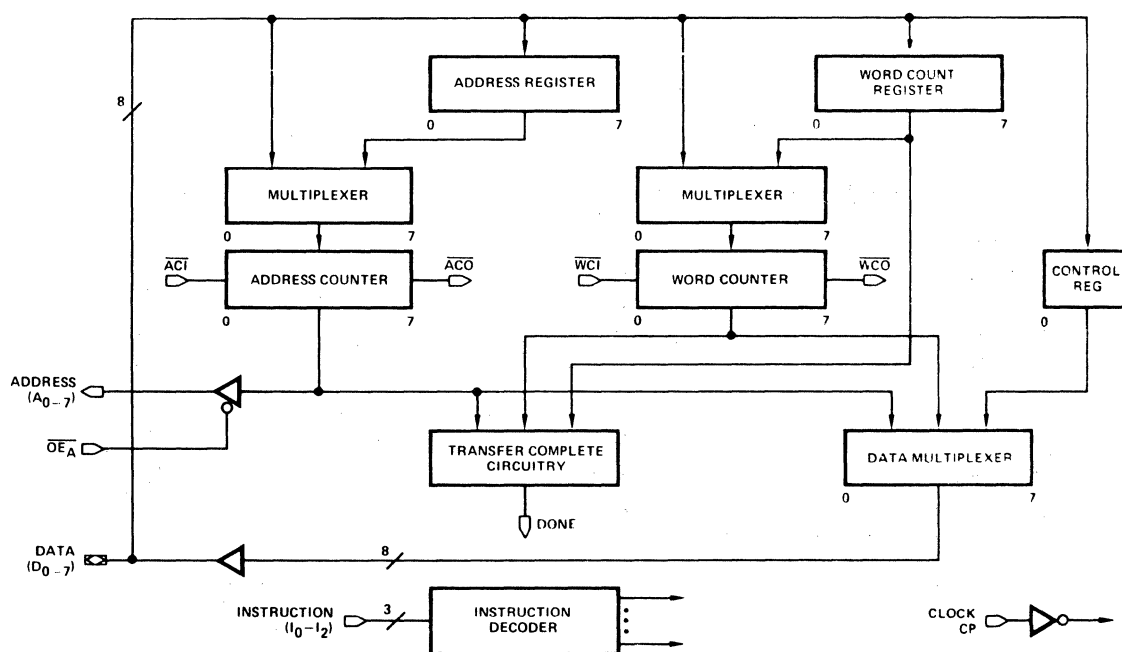 8
ADDRESS REGISTER
0 7
WORD COUNT
REGISTER
0 7
MULTIPLEXER
0 7
MULTIPLEXER
0 7
ACI
ADDRESS COUNTER
ACO
0 7
WCI
WORD COUNTER
WCO
0 7
CONTROL
REG
0
ADDRESS
(A0–7)
OEA
TRANSFER COMPLETE
CIRCUITRY
DATA MULTIPLEXER
0 7
DONE
DATA
(D0–7)
8
INSTRUCTION
(I0–I2)
3
INSTRUCTION
DECODER
CLOCK
CP